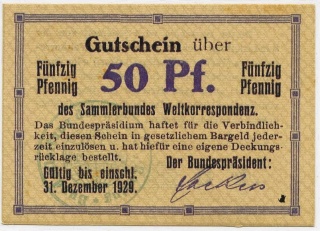 Gutschein über
Fünfzig Pfennig
50 Pf.
Fünfzig Pfennig
des Sammlerbundes Weltkorrespondenz.
Das Bundespräsidium haftet für die Verbindlich-
keit, diesen Schein in gesetzlichem Bargeld jeder-
zeit einzulösen u. hat hiefür eine eigene Deckungs-
rücklage bestellt.
Der Bundespräsident:
Gültig bis einschl.
31. Dezember 1929.